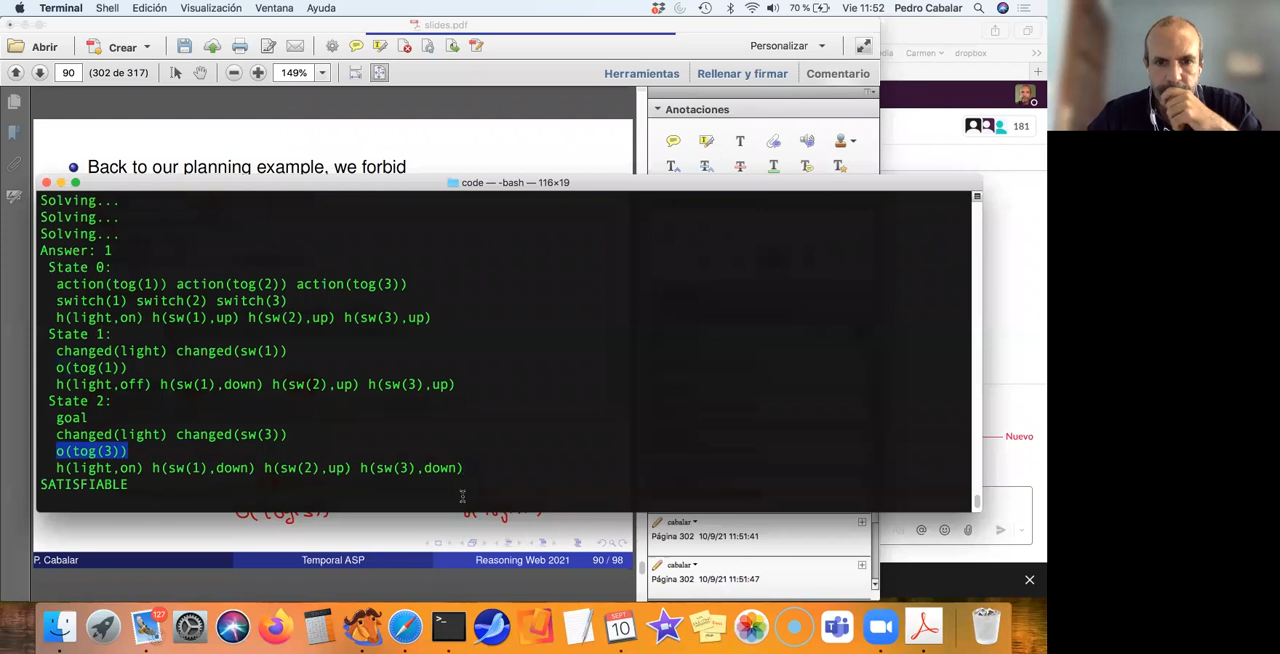 Terminal Shell Edición Visualización Ventana Ayuda 70 % Vie 11:52 Pedro Cabalar
slides.pdf
Abrir Crear Personalizar
90 (302 de 317) 149% Herramientas Rellenar y firmar Comentario
Carmen dropbox
Anotaciones
181
Back to our planning example, we forbid
code — -bash — 116×19
Solving...
Solving...
Solving...
Answer: 1
State 0:
action(tog(1)) action(tog(2)) action(tog(3))
switch(1) switch(2) switch(3)
h(light,on) h(sw(1),up) h(sw(2),up) h(sw(3),up)
State 1:
changed(light) changed(sw(1))
o(tog(1))
h(light,off) h(sw(1),down) h(sw(2),up) h(sw(3),up)
State 2:
goal
changed(light) changed(sw(3))
o(tog(3))
h(light,on) h(sw(1),down) h(sw(2),up) h(sw(3),down)
SATISFIABLE
Nuevo
cabalar
Página 302 10/9/21 11:51:41
cabalar
Página 302 10/9/21 11:51:47
P. Cabalar Temporal ASP Reasoning Web 2021 90 / 98
127
SEPT
10